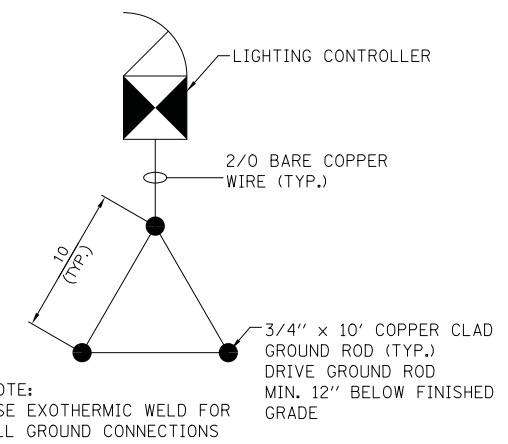 LIGHTING CONTROLLER
2/0 BARE COPPER
WIRE (TYP.)
10
(TYP.)
3/4" x 10' COPPER CLAD
GROUND ROD (TYP.)
DRIVE GROUND ROD
MIN. 12" BELOW FINISHED
GRADE
OTE:
SE EXOTHERMIC WELD FOR
LL GROUND CONNECTIONS